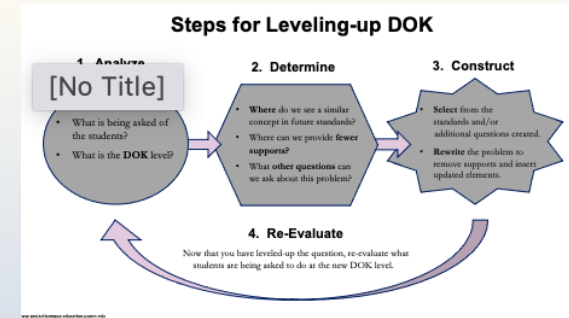 Steps for Leveling-up DOK
1. Analyze
[No Title]
• What is being asked of
the students?
• What is the DOK level?
2. Determine
• Where do we see a similar
concept in future standards?
• Where can we provide fewer
supports?
• What other questions can
we ask about this problem?
3. Construct
• Select from the
standards and/or
additional questions created.
• Rewrite the problem to
remove supports and insert
updated elements.
4. Re-Evaluate
Now that you have leveled-up the question, re-evaluate what
students are being asked to do at the new DOK level.